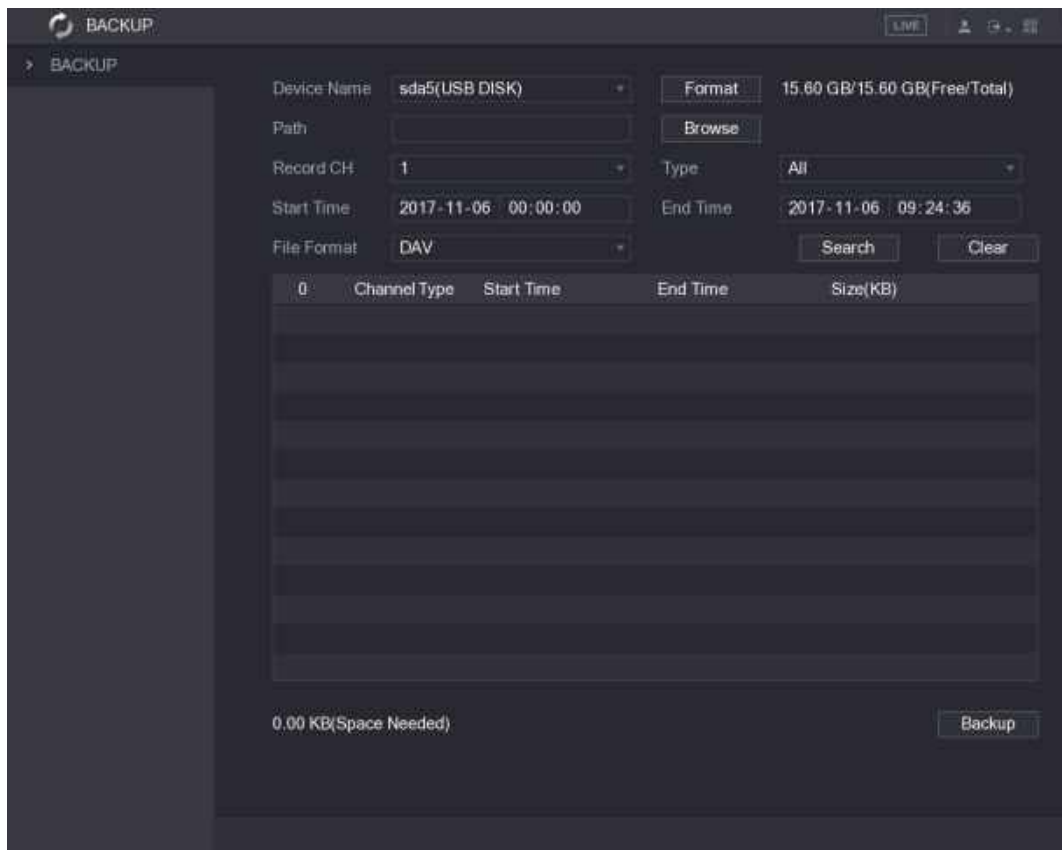 BACKUP
LIVE
> BACKUP
Device Name sda5(USB DISK) Format 15.60 GB/15.60 GB(Free/Total)
Path Browse
Record CH 1 Type All
Start Time 2017-11-06 00:00:00 End Time 2017-11-06 09:24:36
File Format DAV Search Clear
0 Channel Type Start Time End Time Size(KB)
0.00 KB(Space Needed) Backup